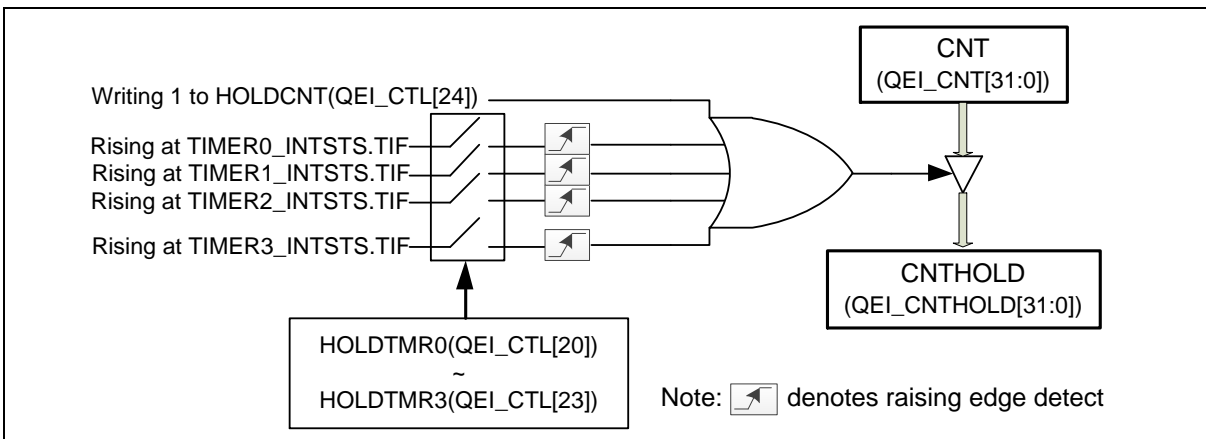 CNT
(QEI_CNT[31:0])
Writing 1 to HOLDCNT(QEI_CTL[24])
Rising at TIMER0_INTSTS.TIF
Rising at TIMER1_INTSTS.TIF
Rising at TIMER2_INTSTS.TIF
Rising at TIMER3_INTSTS.TIF
CNTHOLD
(QEI_CNTHOLD[31:0])
HOLDTMR0(QEI_CTL[20])
~
HOLDTMR3(QEI_CTL[23])
Note: denotes raising edge detect